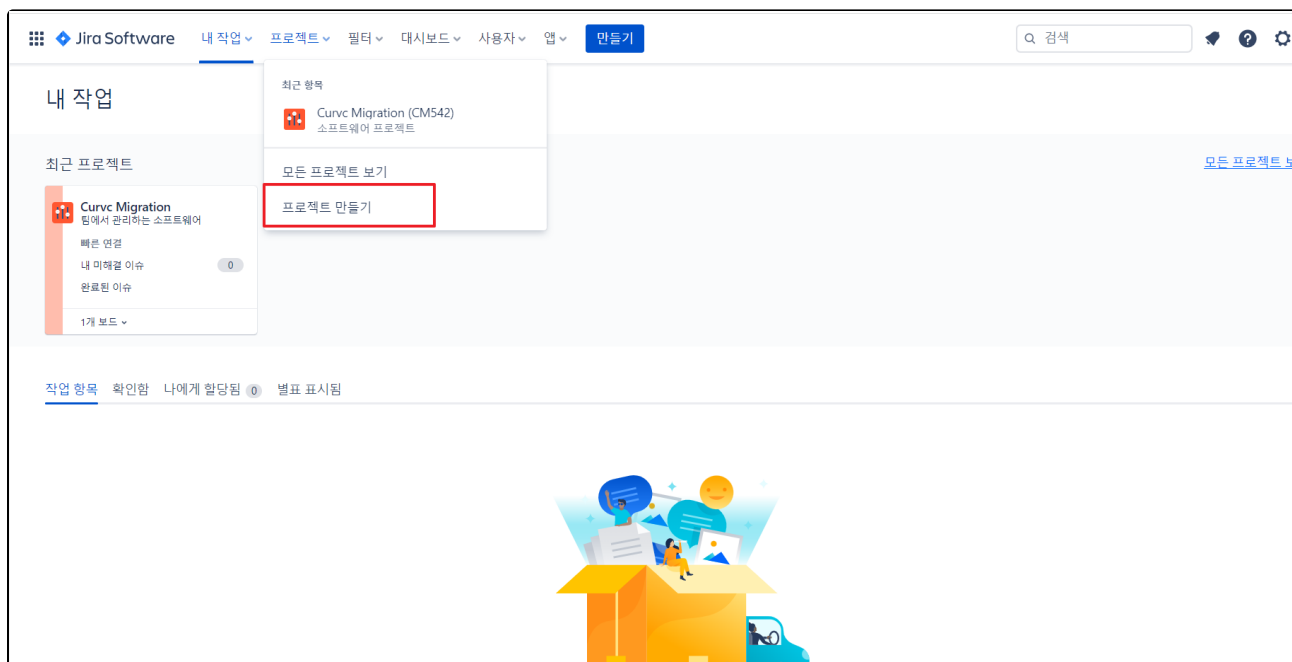 Jira Software 내 작업 프로젝트 필터 대시보드 사용자 앱 만들기 검색
내 작업
최근 항목
Curvc Migration (CM542)
소프트웨어 프로젝트
모든 프로젝트 보기
프로젝트 만들기
최근 프로젝트
모든 프로젝트
Curvc Migration
팀에서 관리하는 소프트웨어
빠른 연결
내 미해결 이슈 0
완료된 이슈
1개 보드
작업 항목 확인함 나에게 할당됨 0 별표 표시됨